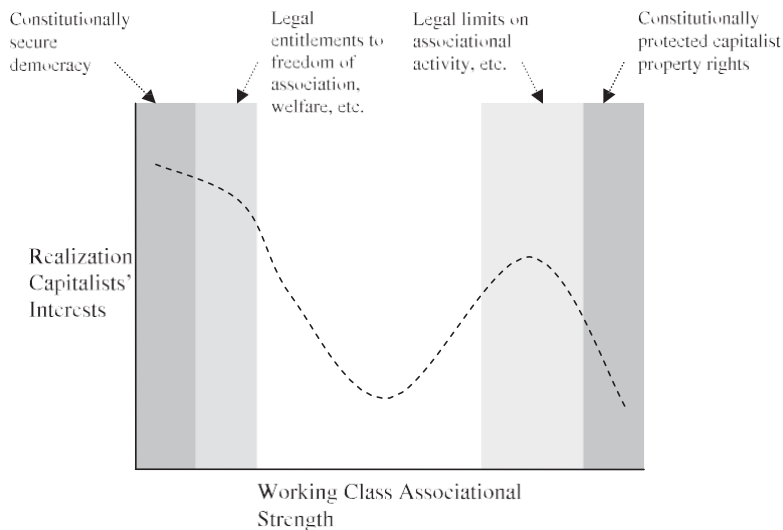 Constitutionally
secure
democracy
Legal
entitlements to
freedom of
association,
welfare, etc.
Legal limits on
associational
activity, etc.
Constitutionally
protected capitalist
property rights
Realization
Capitalists’
Interests
Working Class Associational
Strength